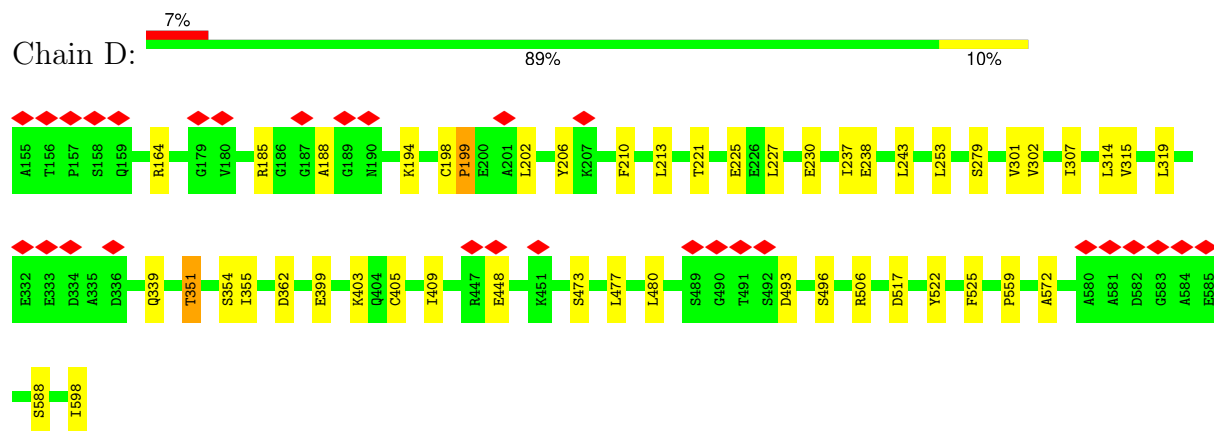 7%
Chain D:
89% 10%
A155 T156 P157 S158 Q159 R164 G179 V180 R185 G186 G187 A188 G189 N190 K194 C198 P199 E200 A201 L202 Y206 K207 F210 L213 T221 E225 E226 L227 E230 I237 E238 L243 L253 S279 V301 V302 I307 L314 V315 L319
E332 E333 D334 A335 D336 Q339 T351 S354 I355 D362 E399 K403 Q404 C405 I409 R447 E448 K451 S473 L477 L480 S489 G490 T491 S492 D493 S496 R506 D517 Y522 F525 P559 A572 A580 A581 D582 G583 A584 E585
S588 I598